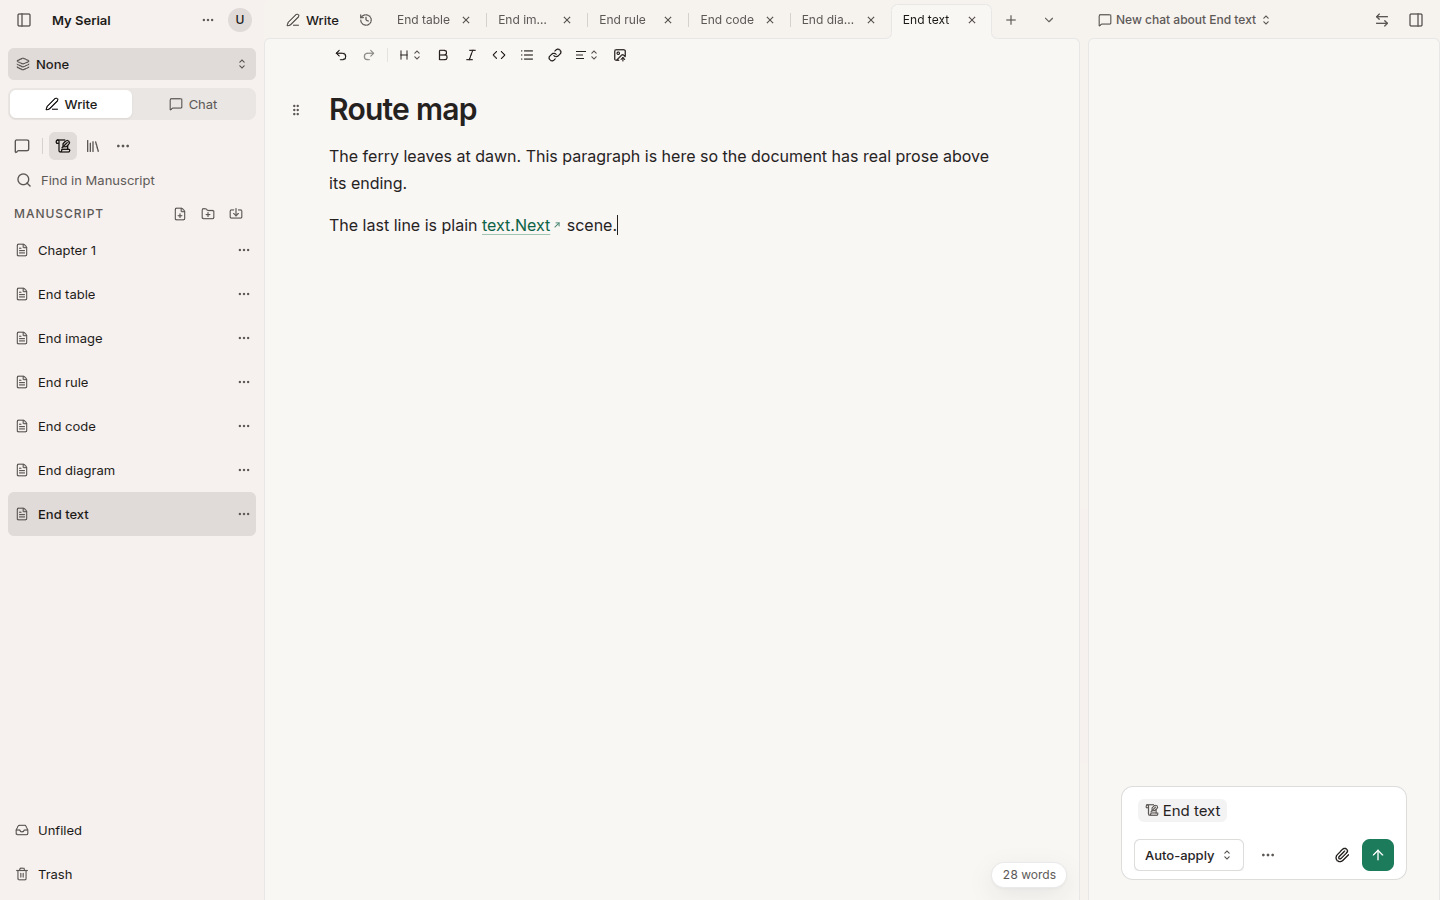 My Serial
U
None
Write
Chat
Find in Manuscript
MANUSCRIPT
Chapter 1
End table
End image
End rule
End code
End diagram
End text
Unfiled
Trash
Write
End table
End im...
End rule
End code
End dia...
End text
H
B
I
Route map
The ferry leaves at dawn. This paragraph is here so the document has real prose above
its ending.
The last line is plain text.Next↗ scene.
28 words
New chat about End text
End text
Auto-apply